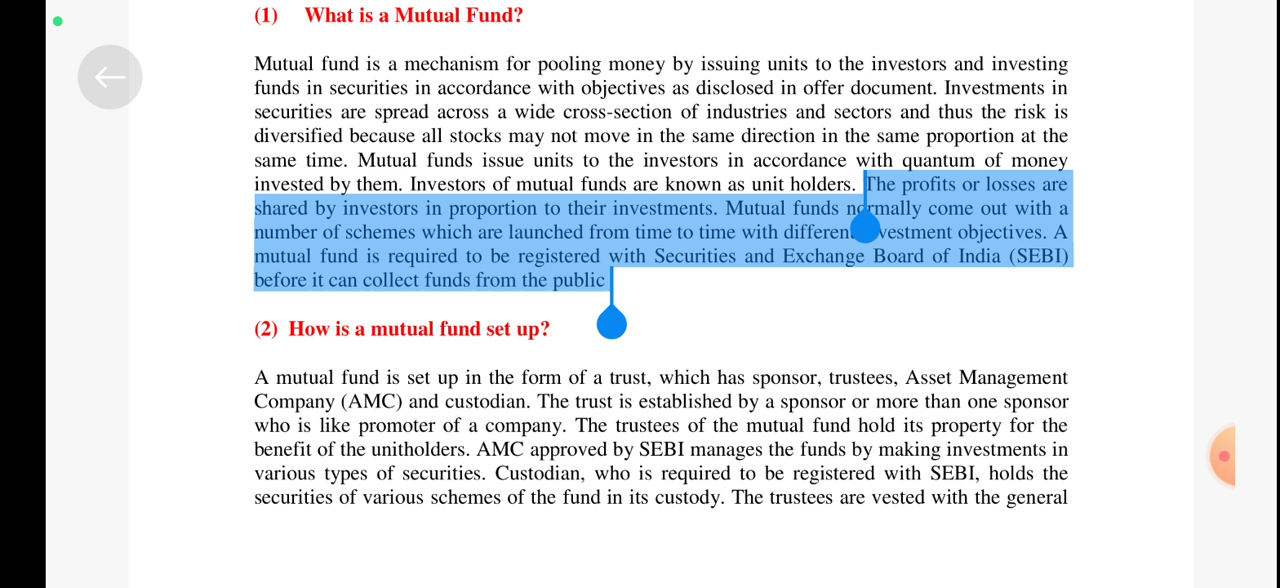 (1) What is a Mutual Fund?
Mutual fund is a mechanism for pooling money by issuing units to the investors and investing
funds in securities in accordance with objectives as disclosed in offer document. Investments in
securities are spread across a wide cross-section of industries and sectors and thus the risk is
diversified because all stocks may not move in the same direction in the same proportion at the
same time. Mutual funds issue units to the investors in accordance with quantum of money
invested by them. Investors of mutual funds are known as unit holders. The profits or losses are
shared by investors in proportion to their investments. Mutual funds normally come out with a
number of schemes which are launched from time to time with different investment objectives. A
mutual fund is required to be registered with Securities and Exchange Board of India (SEBI)
before it can collect funds from the public
(2) How is a mutual fund set up?
A mutual fund is set up in the form of a trust, which has sponsor, trustees, Asset Management
Company (AMC) and custodian. The trust is established by a sponsor or more than one sponsor
who is like promoter of a company. The trustees of the mutual fund hold its property for the
benefit of the unitholders. AMC approved by SEBI manages the funds by making investments in
various types of securities. Custodian, who is required to be registered with SEBI, holds the
securities of various schemes of the fund in its custody. The trustees are vested with the general